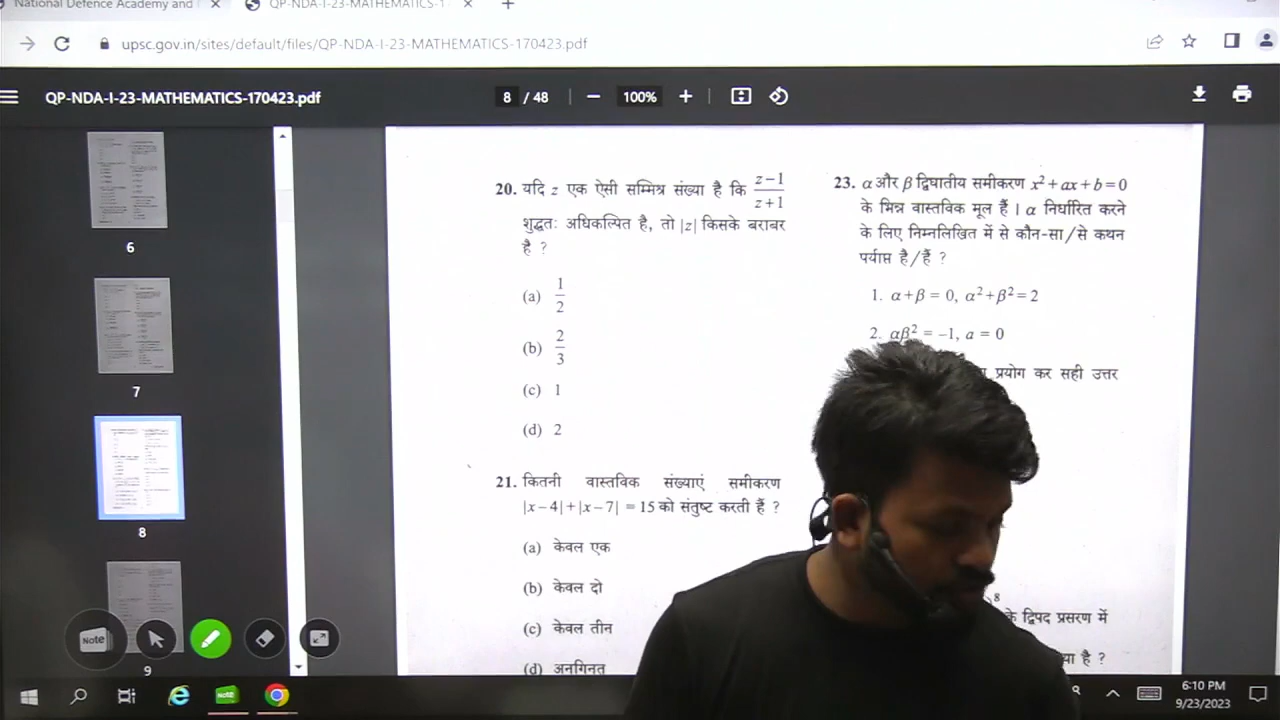 National Defence Academy and
QP-NDA-I-23-MATHEMATICS-1
upsc.gov.in/sites/default/files/QP-NDA-I-23-MATHEMATICS-170423.pdf
QP-NDA-I-23-MATHEMATICS-170423.pdf
8 / 48
100%
6
7
8
9
20. यदि z एक ऐसी सम्मिश्र संख्या है कि (z−1)/(z+1)
शुद्धतः अधिकल्पित है, तो |z| किसके बराबर
है ?
(a) 1/2
(b) 2/3
(c) 1
(d) 2
21. कितनी वास्तविक संख्याएं समीकरण
|x−4|+|x−7| = 15 को संतुष्ट करती हैं ?
(a) केवल एक
(b) केवल दो
(c) केवल तीन
(d) अनगिनत
23. α और β द्विघातीय समीकरण x²+ax+b=0
के भिन्न वास्तविक मूल हैं । α निर्धारित करने
के लिए निम्नलिखित में से कौन-सा/से कथन
पर्याप्त है/हैं ?
1. α+β = 0, α²+β²= 2
2. αβ² = −1, a = 0
प्रयोग कर सही उत्तर
8
के द्विपद प्रसरण में
है ?
Note
Note
6:10 PM
9/23/2023